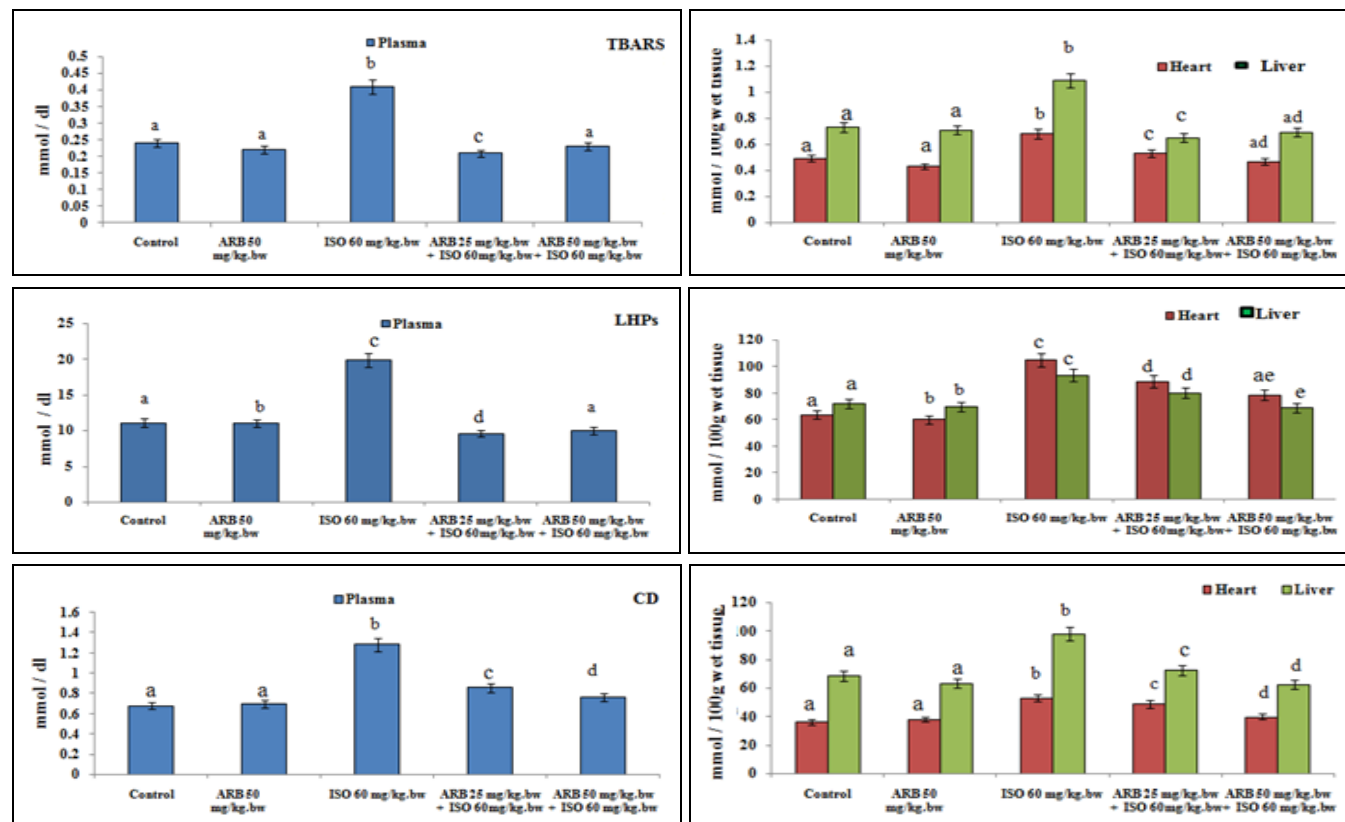 Plasma
TBARS
mmol / dl
0.5
0.45
0.4
0.35
0.3
0.25
0.2
0.15
0.1
0.05
0
a
a
b
c
a
Control
ARB 50
mg/kg.bw
ISO 60 mg/kg.bw
ARB 25 mg/kg.bw
+ ISO 60mg/kg.bw
ARB 50 mg/kg.bw
+ ISO 60 mg/kg.bw
Heart
Liver
mmol / 100g wet tissue
1.4
1.2
1
0.8
0.6
0.4
0.2
0
a
a
a
a
b
b
c
c
ad
ad
Control
ARB 50
mg/kg.bw
ISO 60 mg/kg.bw
ARB 25 mg/kg.bw
+ ISO 60mg/kg.bw
ARB 50 mg/kg.bw
+ ISO 60 mg/kg.bw
Plasma
LHPs
mmol / dl
25
20
15
10
5
0
a
b
c
d
a
Control
ARB 50
mg/kg.bw
ISO 60 mg/kg.bw
ARB 25 mg/kg.bw
+ ISO 60mg/kg.bw
ARB 50 mg/kg.bw
+ ISO 60 mg/kg.bw
Heart
Liver
mmol / 100g wet tissue
120
100
80
60
40
20
0
a
a
b
b
c
c
d
d
ae
e
Control
ARB 50
mg/kg.bw
ISO 60 mg/kg.bw
ARB 25 mg/kg.bw
+ ISO 60mg/kg.bw
ARB 50 mg/kg.bw
+ ISO 60 mg/kg.bw
Plasma
CD
mmol / dl
1.6
1.4
1.2
1
0.8
0.6
0.4
0.2
0
a
a
b
c
d
Control
ARB 50
mg/kg.bw
ISO 60 mg/kg.bw
ARB 25 mg/kg.bw
+ ISO 60mg/kg.bw
ARB 50 mg/kg.bw
+ ISO 60 mg/kg.bw
Heart
Liver
mmol / 100g wet
120
100
80
60
40
20
0
a
a
a
a
b
b
c
c
d
d
Control
ARB 50
mg/kg.bw
ISO 60 mg/kg.bw
ARB 25 mg/kg.bw
+ ISO 60mg/kg.bw
ARB 50 mg/kg.bw
+ ISO 60 mg/kg.bw